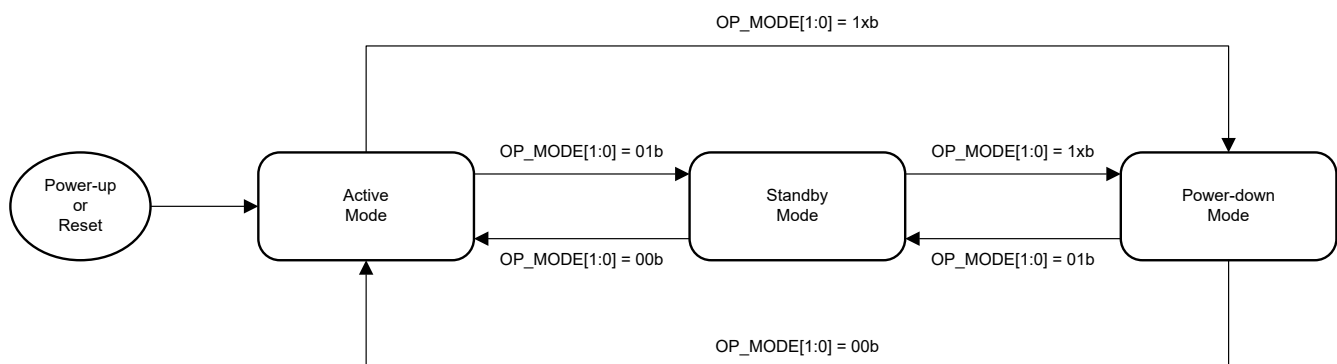 OP_MODE[1:0] = 1xb
OP_MODE[1:0] = 01b
OP_MODE[1:0] = 1xb
Power-up
or
Reset
Active
Mode
Standby
Mode
Power-down
Mode
OP_MODE[1:0] = 00b
OP_MODE[1:0] = 01b
OP_MODE[1:0] = 00b